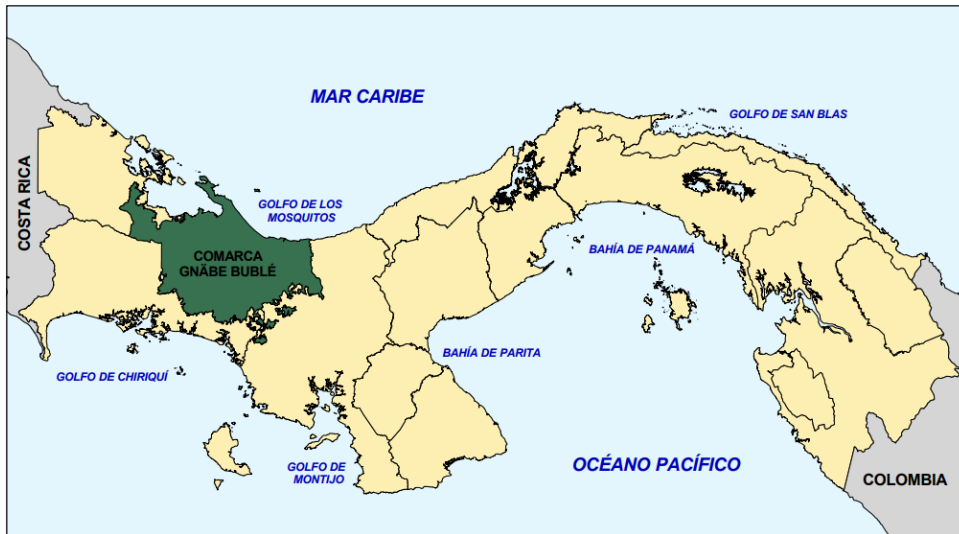 MAR CARIBE
GOLFO DE SAN BLAS
COSTA RICA
GOLFO DE LOS
MOSQUITOS
COMARCA
GNÄBE BUBLÉ
BAHÍA DE PANAMÁ
BAHÍA DE PARITA
GOLFO DE CHIRIQUÍ
GOLFO DE
MONTIJO
OCÉANO PACÍFICO
COLOMBIA